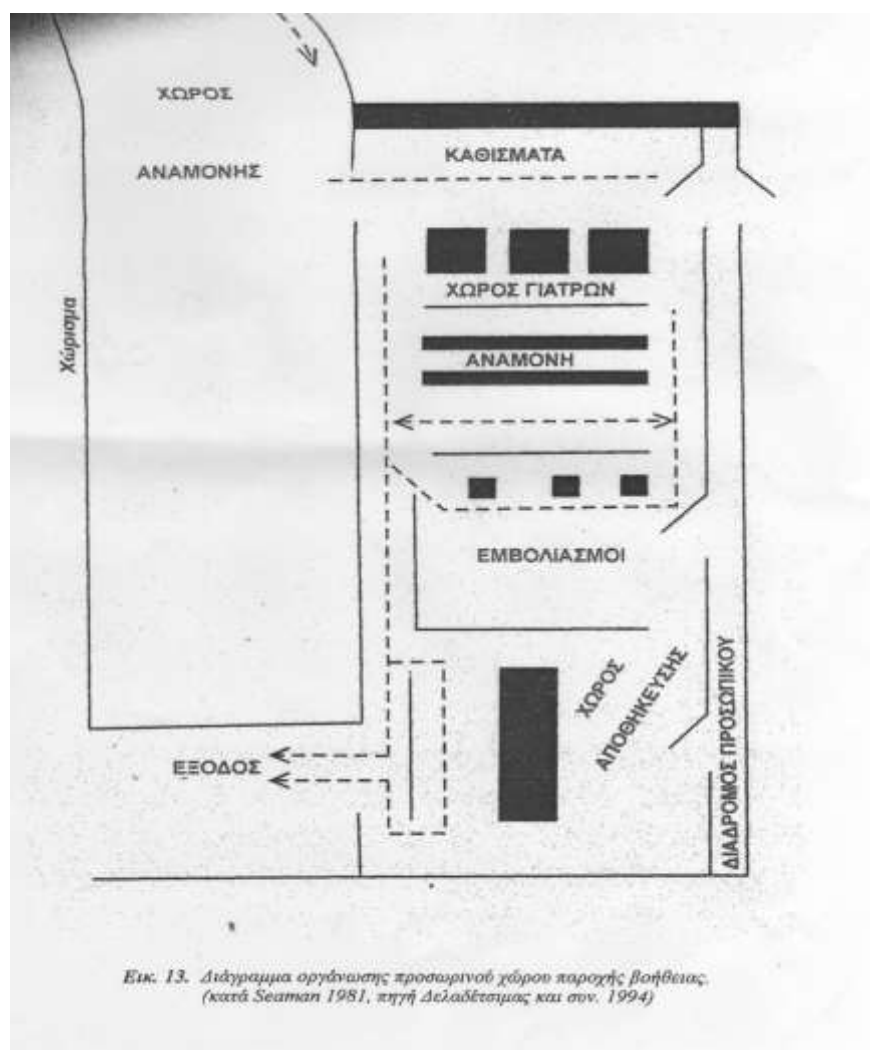 ΧΩΡΟΣ
ΑΝΑΜΟΝΗΣ
ΚΑΘΙΣΜΑΤΑ
ΧΩΡΟΣ ΓΙΑΤΡΩΝ
Χώρισμα
ΑΝΑΜΟΝΗ
ΕΜΒΟΛΙΑΣΜΟΙ
ΧΩΡΟΣ
ΑΠΟΘΗΚΕΥΣΗΣ
ΔΙΑΔΡΟΜΟΣ ΠΡΟΣΩΠΙΚΟΥ
ΕΞΟΔΟΣ
Εικ. 13. Διάγραμμα οργάνωσης προσωρινού χώρου παροχής βοήθειας.
(κατά Seaman 1981, πηγή Δελαδέτσιμας και συν. 1994)